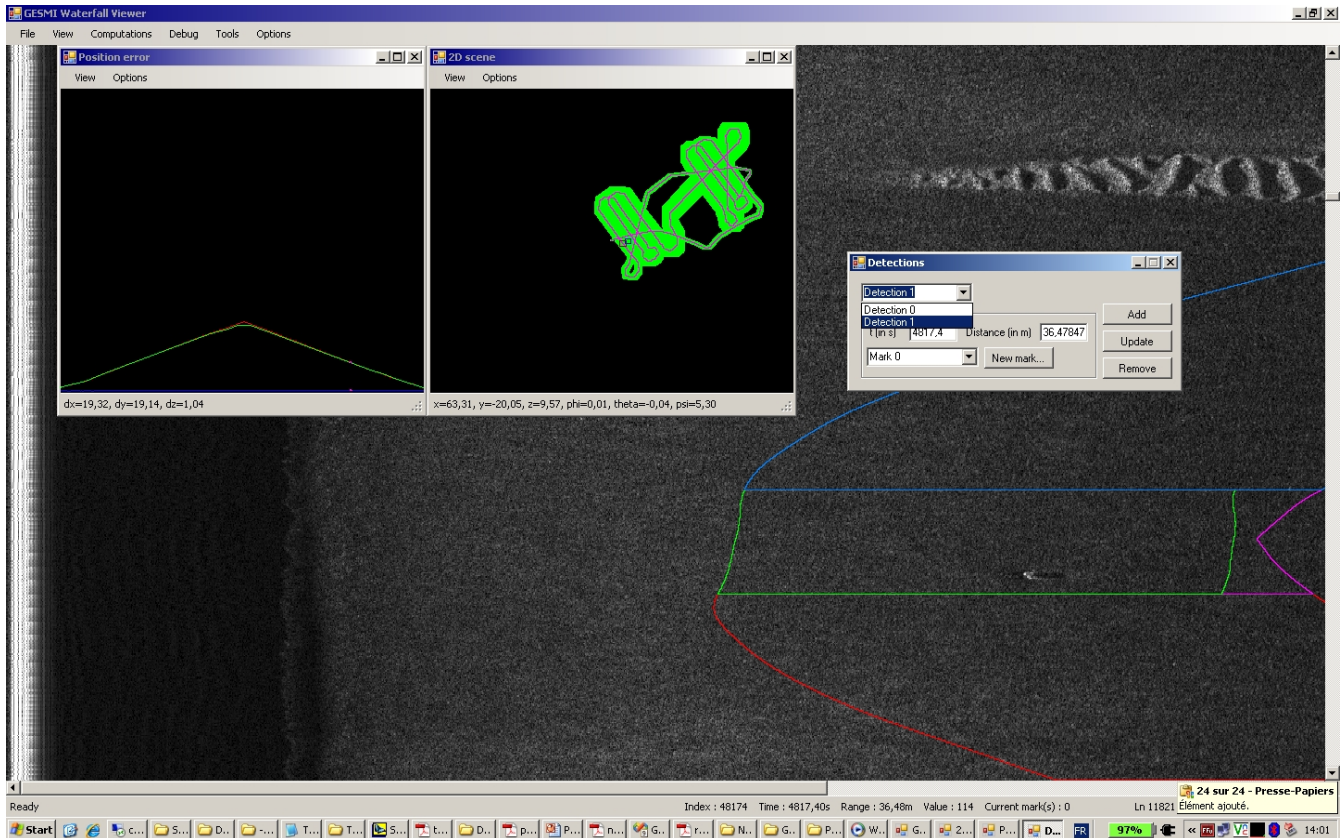 GESMI Waterfall Viewer
File View Computations Debug Tools Options
Position error
View Options
dx=19,32, dy=19,14, dz=1,04
2D scene
View Options
x=63,31, y=-20,05, z=9,57, phi=0,01, theta=-0,04, psi=5,30
Detections
Detection 1
Detection 0
Detection 1
t (in s) 4817,4 Distance (in m) 36,47847
Mark 0 New mark...
Add
Update
Remove
Ready
Index : 48174 Time : 4817,40s Range : 36,48m Value : 114 Current mark(s) : 0 Ln 11821
24 sur 24 - Presse-Papiers
Élément ajouté.
Start c... S... D... -... T... T... S... t... D... p... P... n... G... r... N... G... P... W... G... 2... P... D... FR 97% « 14:01